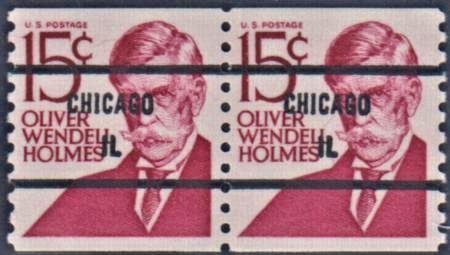 U.S. POSTAGE
15¢
CHICAGO
OLIVER
WENDELL
IL
HOLMES
U.S. POSTAGE
15¢
CHICAGO
OLIVER
WENDELL
IL
HOLMES